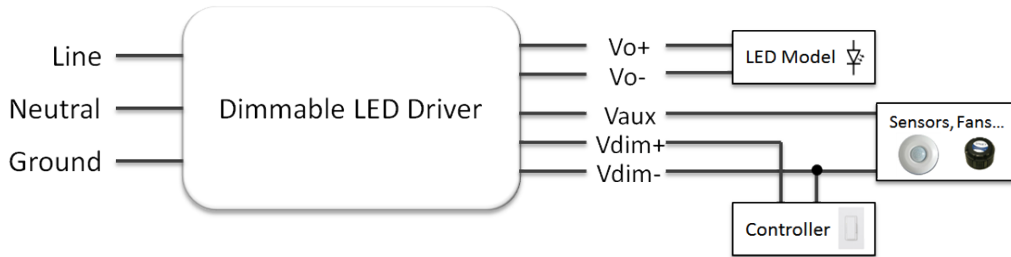 Line
Neutral
Ground
Dimmable LED Driver
Vo+
Vo-
Vaux
Vdim+
Vdim-
LED Model
Sensors, Fans...
Controller